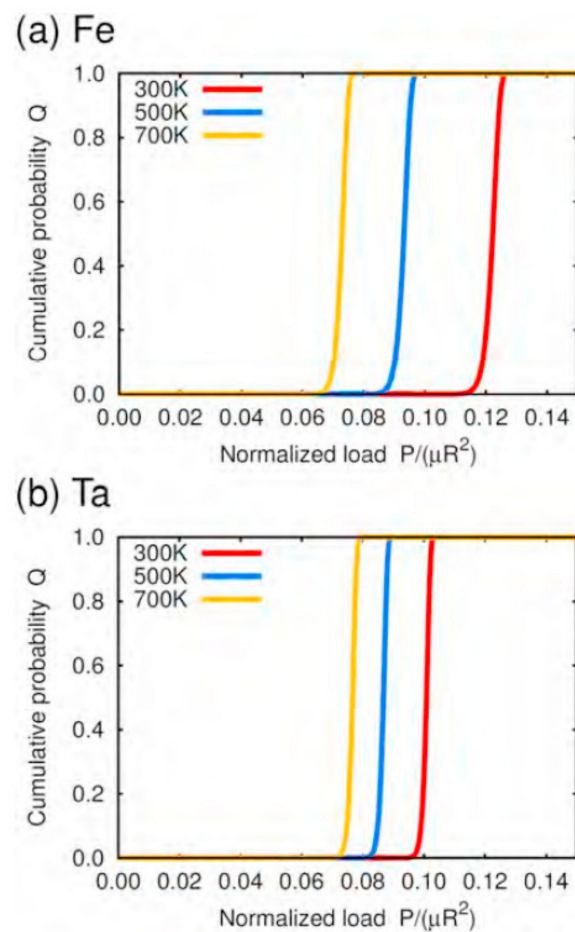 (a) Fe
1.0
300K
500K
700K
0.8
0.6
0.4
0.2
0.0
Cumulative probability Q
0.00 0.02 0.04 0.06 0.08 0.10 0.12 0.14
Normalized load P/(μR²)
(b) Ta
1.0
300K
500K
700K
0.8
0.6
0.4
0.2
0.0
Cumulative probability Q
0.00 0.02 0.04 0.06 0.08 0.10 0.12 0.14
Normalized load P/(μR²)